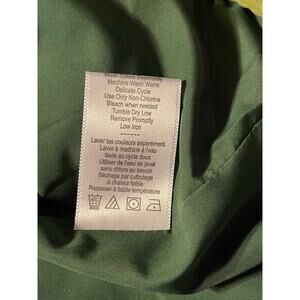 Wash Colors Separately
Machine Wash Warm
Delicate Cycle
Use Only Non-Chlorine
Bleach when needed
Tumble Dry Low
Remove Promptly
Low Iron
Laver les couleurs séparément.
Laver à machine à l'eau
tiède au cycle doux
Utiliser de l'eau de javel
sans chlore au besoin
Séchage par culbutage
à chaleur faible
Repasser à faible température